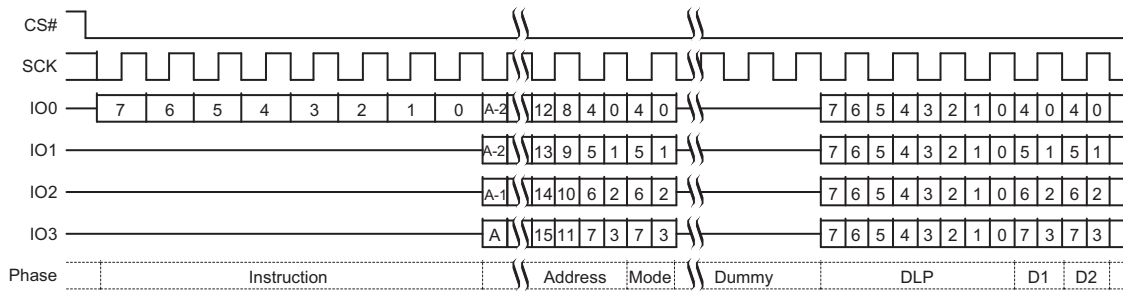 CS#
SCK
IO0 7 6 5 4 3 2 1 0 A-2 12 8 4 0 4 0 7 6 5 4 3 2 1 0 4 0 4 0
IO1 A-2 13 9 5 1 5 1 7 6 5 4 3 2 1 0 5 1 5 1
IO2 A-1 14 10 6 2 6 2 7 6 5 4 3 2 1 0 6 2 6 2
IO3 A 15 11 7 3 7 3 7 6 5 4 3 2 1 0 7 3 7 3
Phase Instruction Address Mode Dummy DLP D1 D2